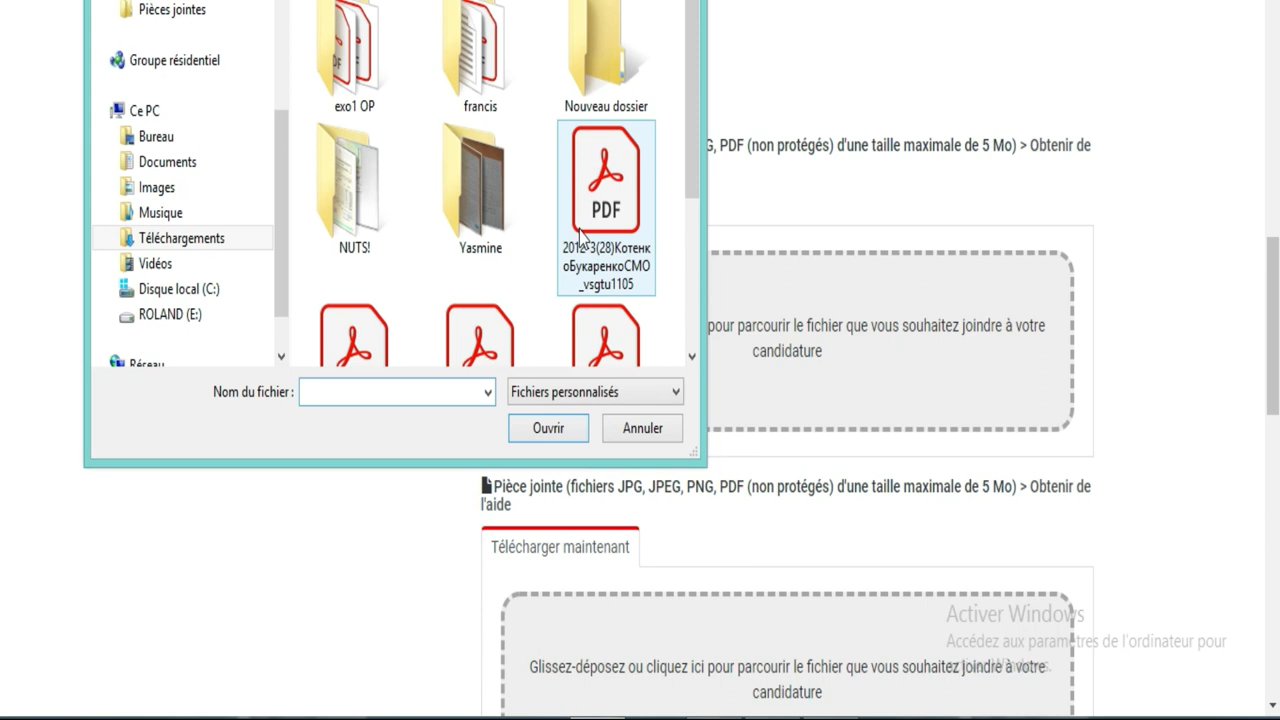 Pièces jointes
Groupe résidentiel
Ce PC
Bureau
Documents
Images
Musique
Téléchargements
Vidéos
Disque local (C:)
ROLAND (E:)
Réseau
exo1 OP
francis
Nouveau dossier
NUTS!
Yasmine
PDF
2012-3(28)Котенк
оБукаренкоСМО
_vsgtu1105
Nom du fichier :
Fichiers personnalisés
Ouvrir
Annuler
G, PDF (non protégés) d'une taille maximale de 5 Mo) > Obtenir de
pour parcourir le fichier que vous souhaitez joindre à votre
candidature
Pièce jointe (fichiers JPG, JPEG, PNG, PDF (non protégés) d'une taille maximale de 5 Mo) > Obtenir de
l'aide
Télécharger maintenant
Glissez-déposez ou cliquez ici pour parcourir le fichier que vous souhaitez joindre à votre
candidature
Activer Windows
Accédez aux paramètres de l'ordinateur pour